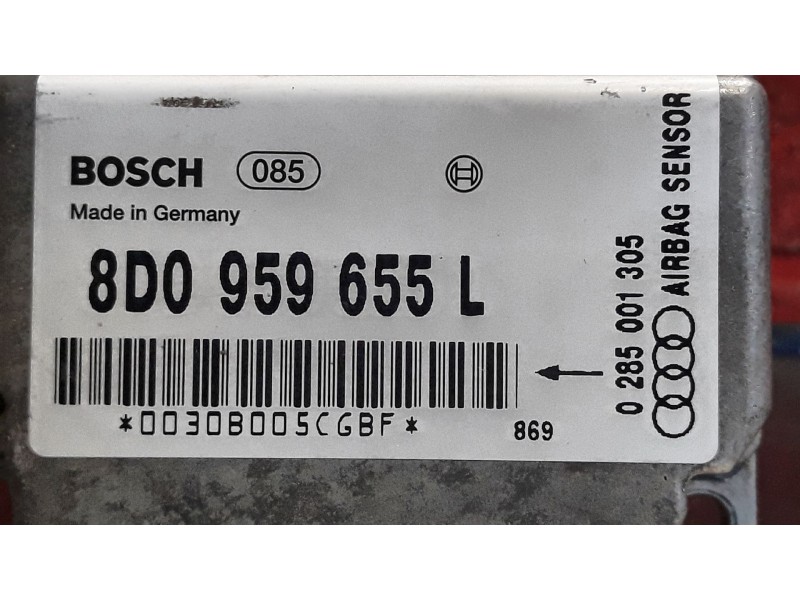 BOSCH 085
Made in Germany
8D0 959 655 L
*0030B005CGBF*
869
0 285 001 305
AIRBAG SENSOR